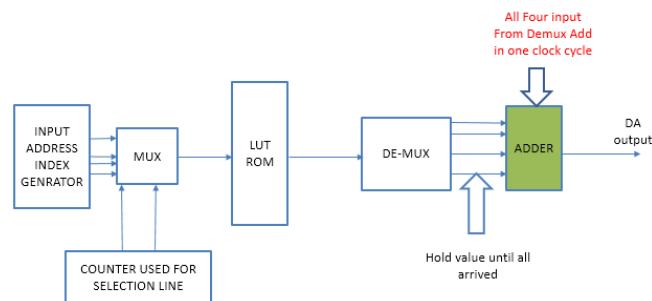 All Four input
From Demux Add
in one clock cycle
INPUT
ADDRESS
INDEX
GENRATOR
MUX
LUT
ROM
DE-MUX
ADDER
DA
output
Hold value until all
arrived
COUNTER USED FOR
SELECTION LINE